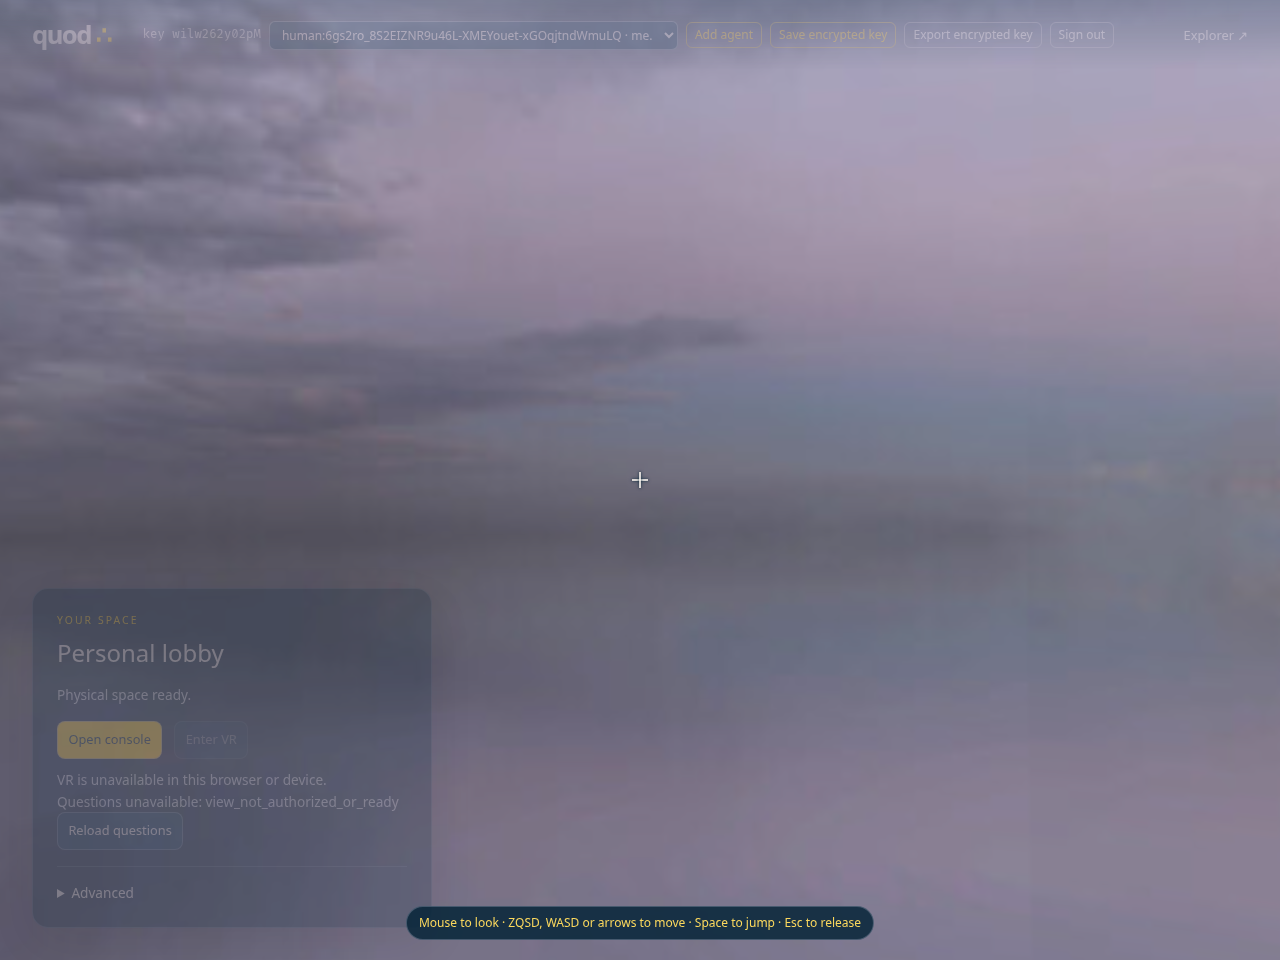 quod
key wilw262y02pM
human:6gs2ro_8S2EIZNR9u46L-XMEYouet-xGOqjtndWmuLQ · me.
Add agent
Save encrypted key
Export encrypted key
Sign out
Explorer ↗
YOUR SPACE
Personal lobby
Physical space ready.
Open console
Enter VR
VR is unavailable in this browser or device.
Questions unavailable: view_not_authorized_or_ready
Reload questions
▶ Advanced
Mouse to look · ZQSD, WASD or arrows to move · Space to jump · Esc to release